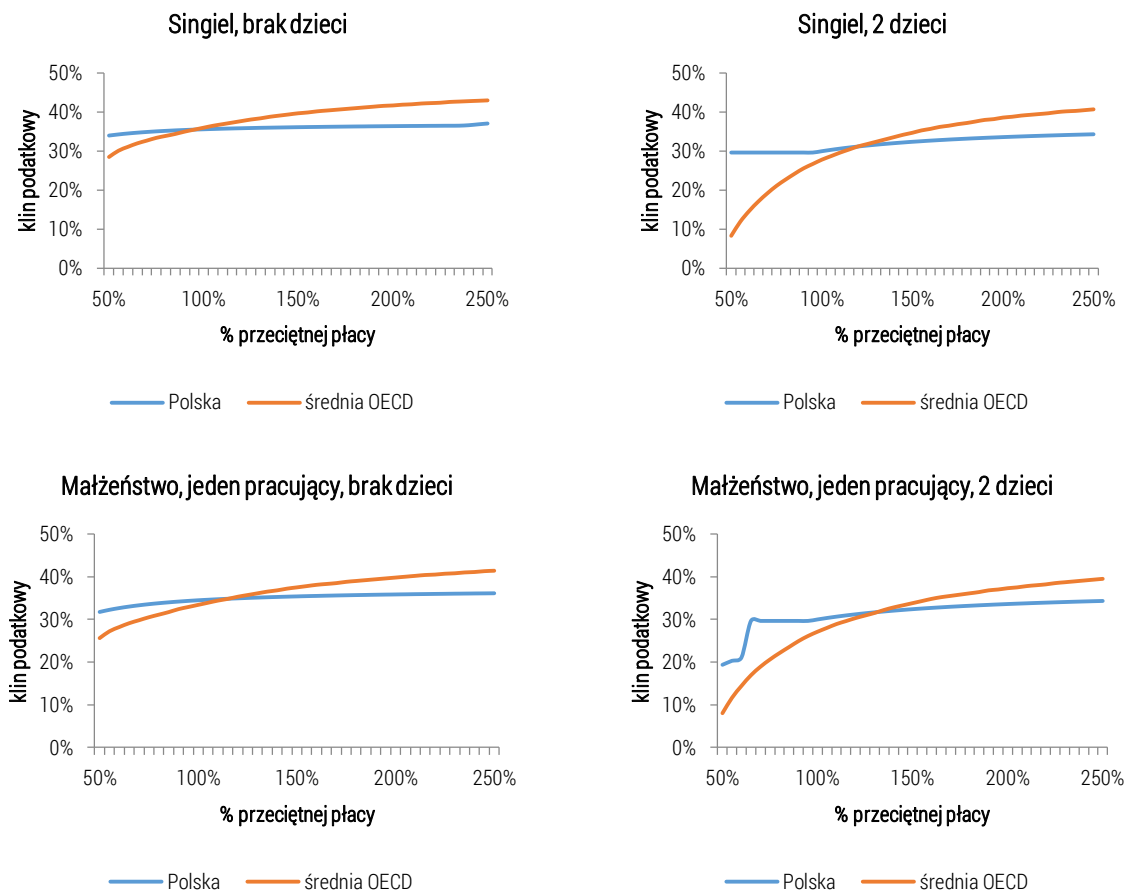 Singiel, brak dzieci
50%
40%
30%
20%
10%
0%
klin podatkowy
50% 100% 150% 200% 250%
% przeciętnej płacy
Polska średnia OECD
Singiel, 2 dzieci
50%
40%
30%
20%
10%
0%
klin podatkowy
50% 100% 150% 200% 250%
% przeciętnej płacy
Polska średnia OECD
Małżeństwo, jeden pracujący, brak dzieci
50%
40%
30%
20%
10%
0%
klin podatkowy
50% 100% 150% 200% 250%
% przeciętnej płacy
Polska średnia OECD
Małżeństwo, jeden pracujący, 2 dzieci
50%
40%
30%
20%
10%
0%
klin podatkowy
50% 100% 150% 200% 250%
% przeciętnej płacy
Polska średnia OECD